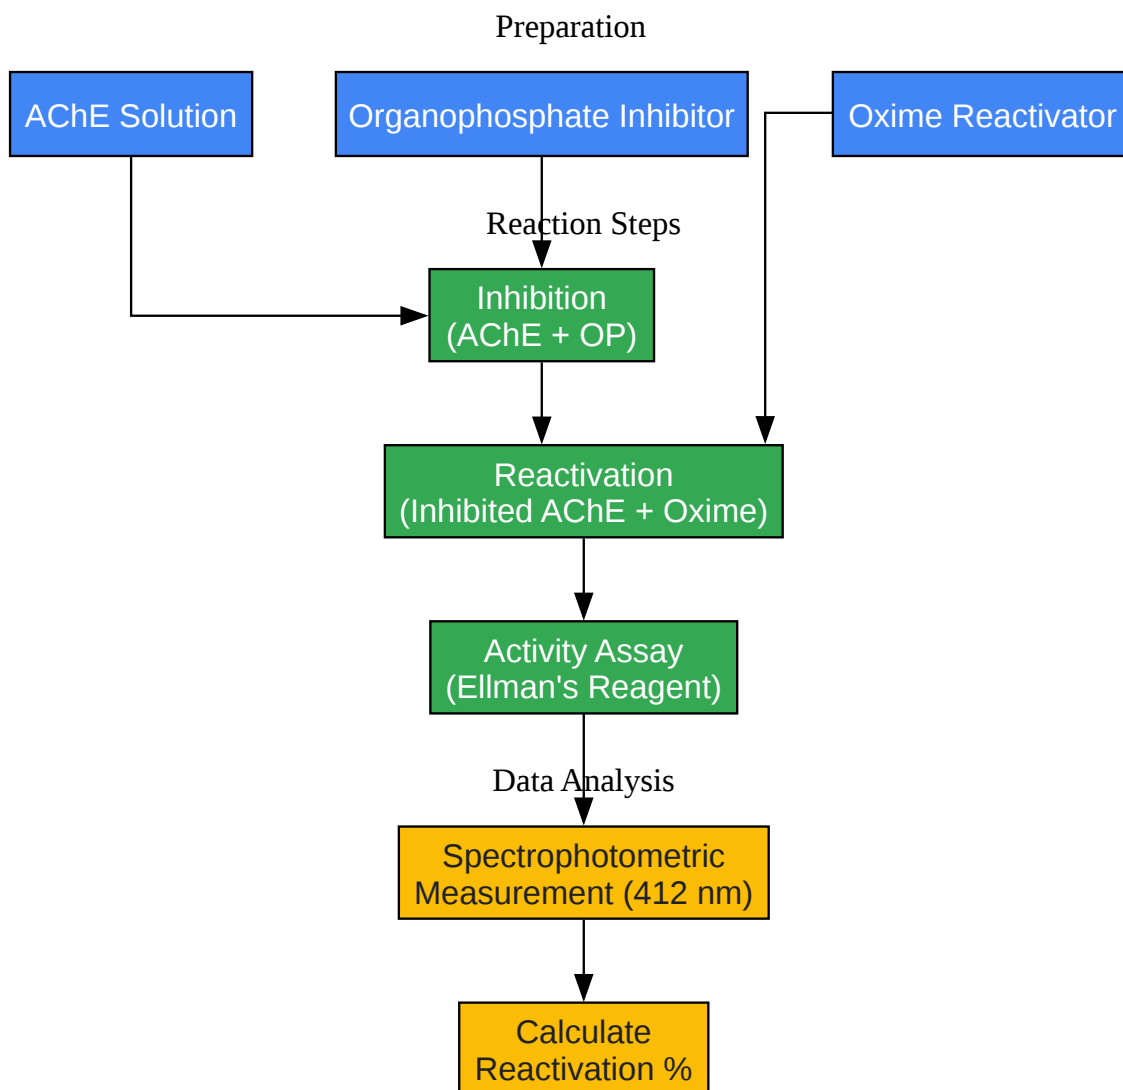 Preparation
AChE Solution
Organophosphate Inhibitor
Oxime Reactivator
Reaction Steps
Inhibition
(AChE + OP)
Reactivation
(Inhibited AChE + Oxime)
Activity Assay
(Ellman's Reagent)
Data Analysis
Spectrophotometric
Measurement (412 nm)
Calculate
Reactivation %